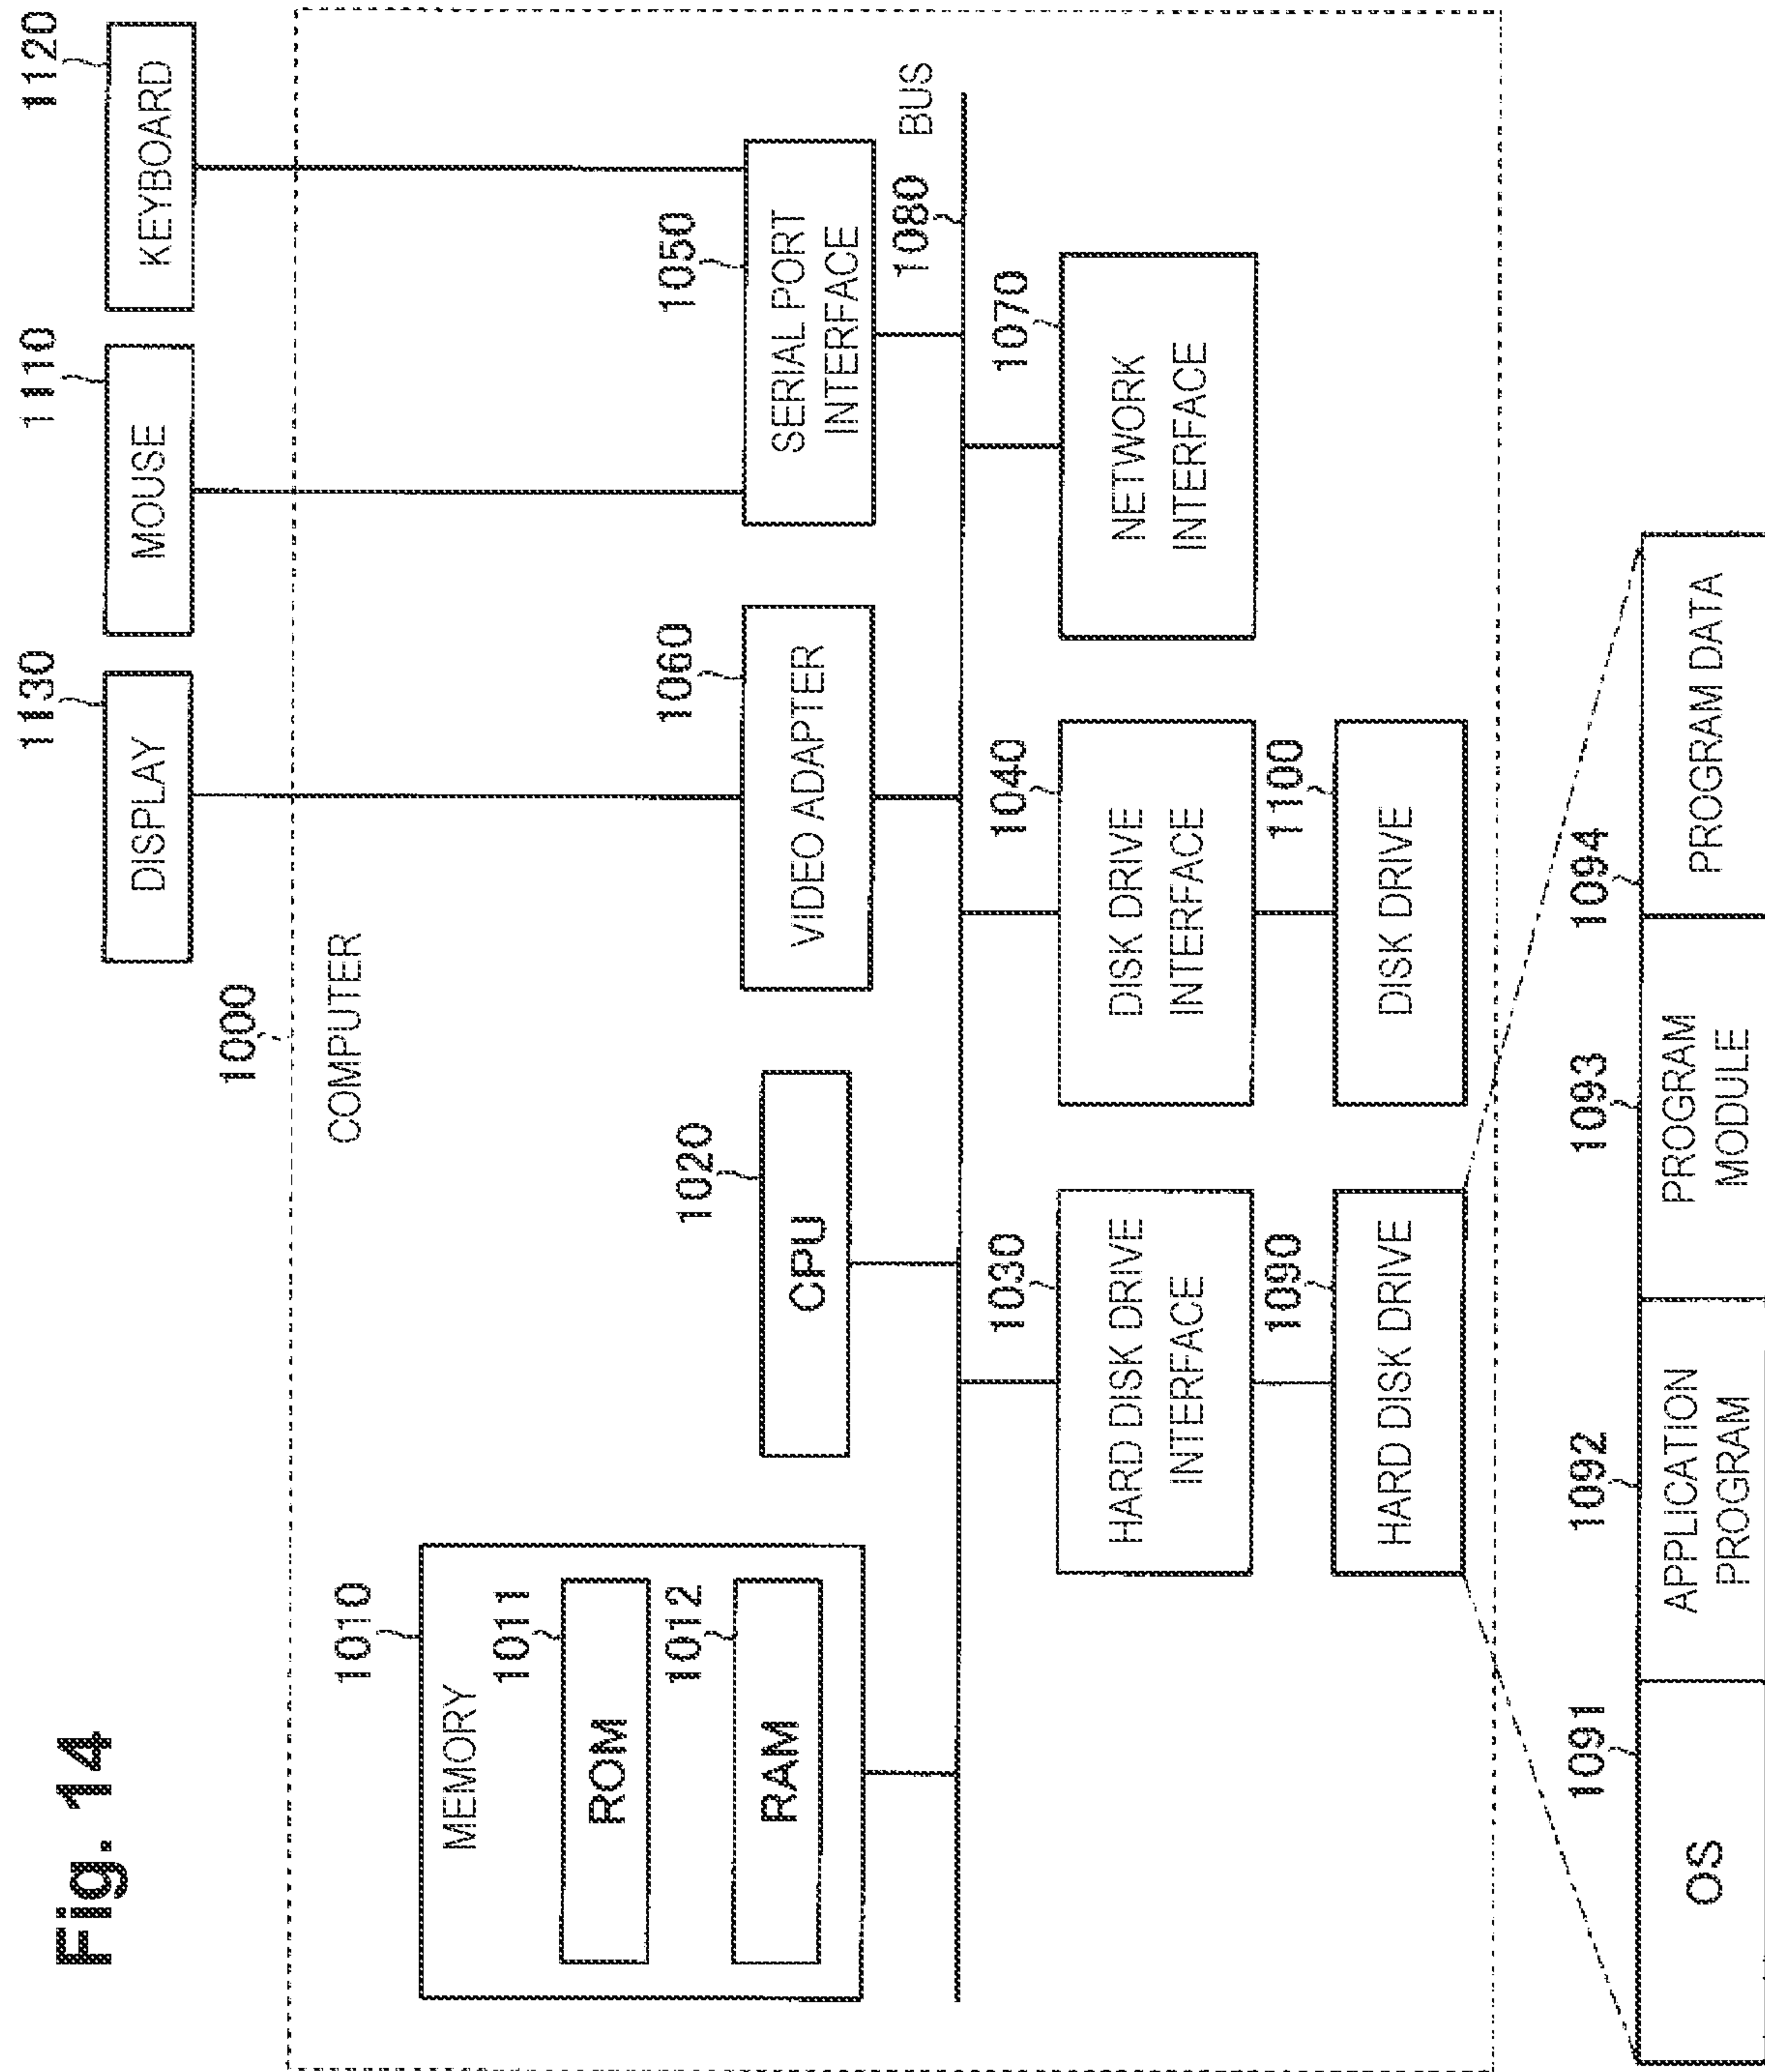 Fig. 14
1130
1110
1120
DISPLAY
MOUSE
KEYBOARD
1000
COMPUTER
1010
MEMORY
1011
ROM
1012
RAM
1020
CPU
1060
VIDEO ADAPTER
1050
SERIAL PORT
INTERFACE
1080
BUS
1030
HARD DISK DRIVE
INTERFACE
1040
DISK DRIVE
INTERFACE
1070
NETWORK
INTERFACE
1090
HARD DISK DRIVE
1100
DISK DRIVE
1091
OS
1092
APPLICATION
PROGRAM
1093
PROGRAM
MODULE
1094
PROGRAM DATA